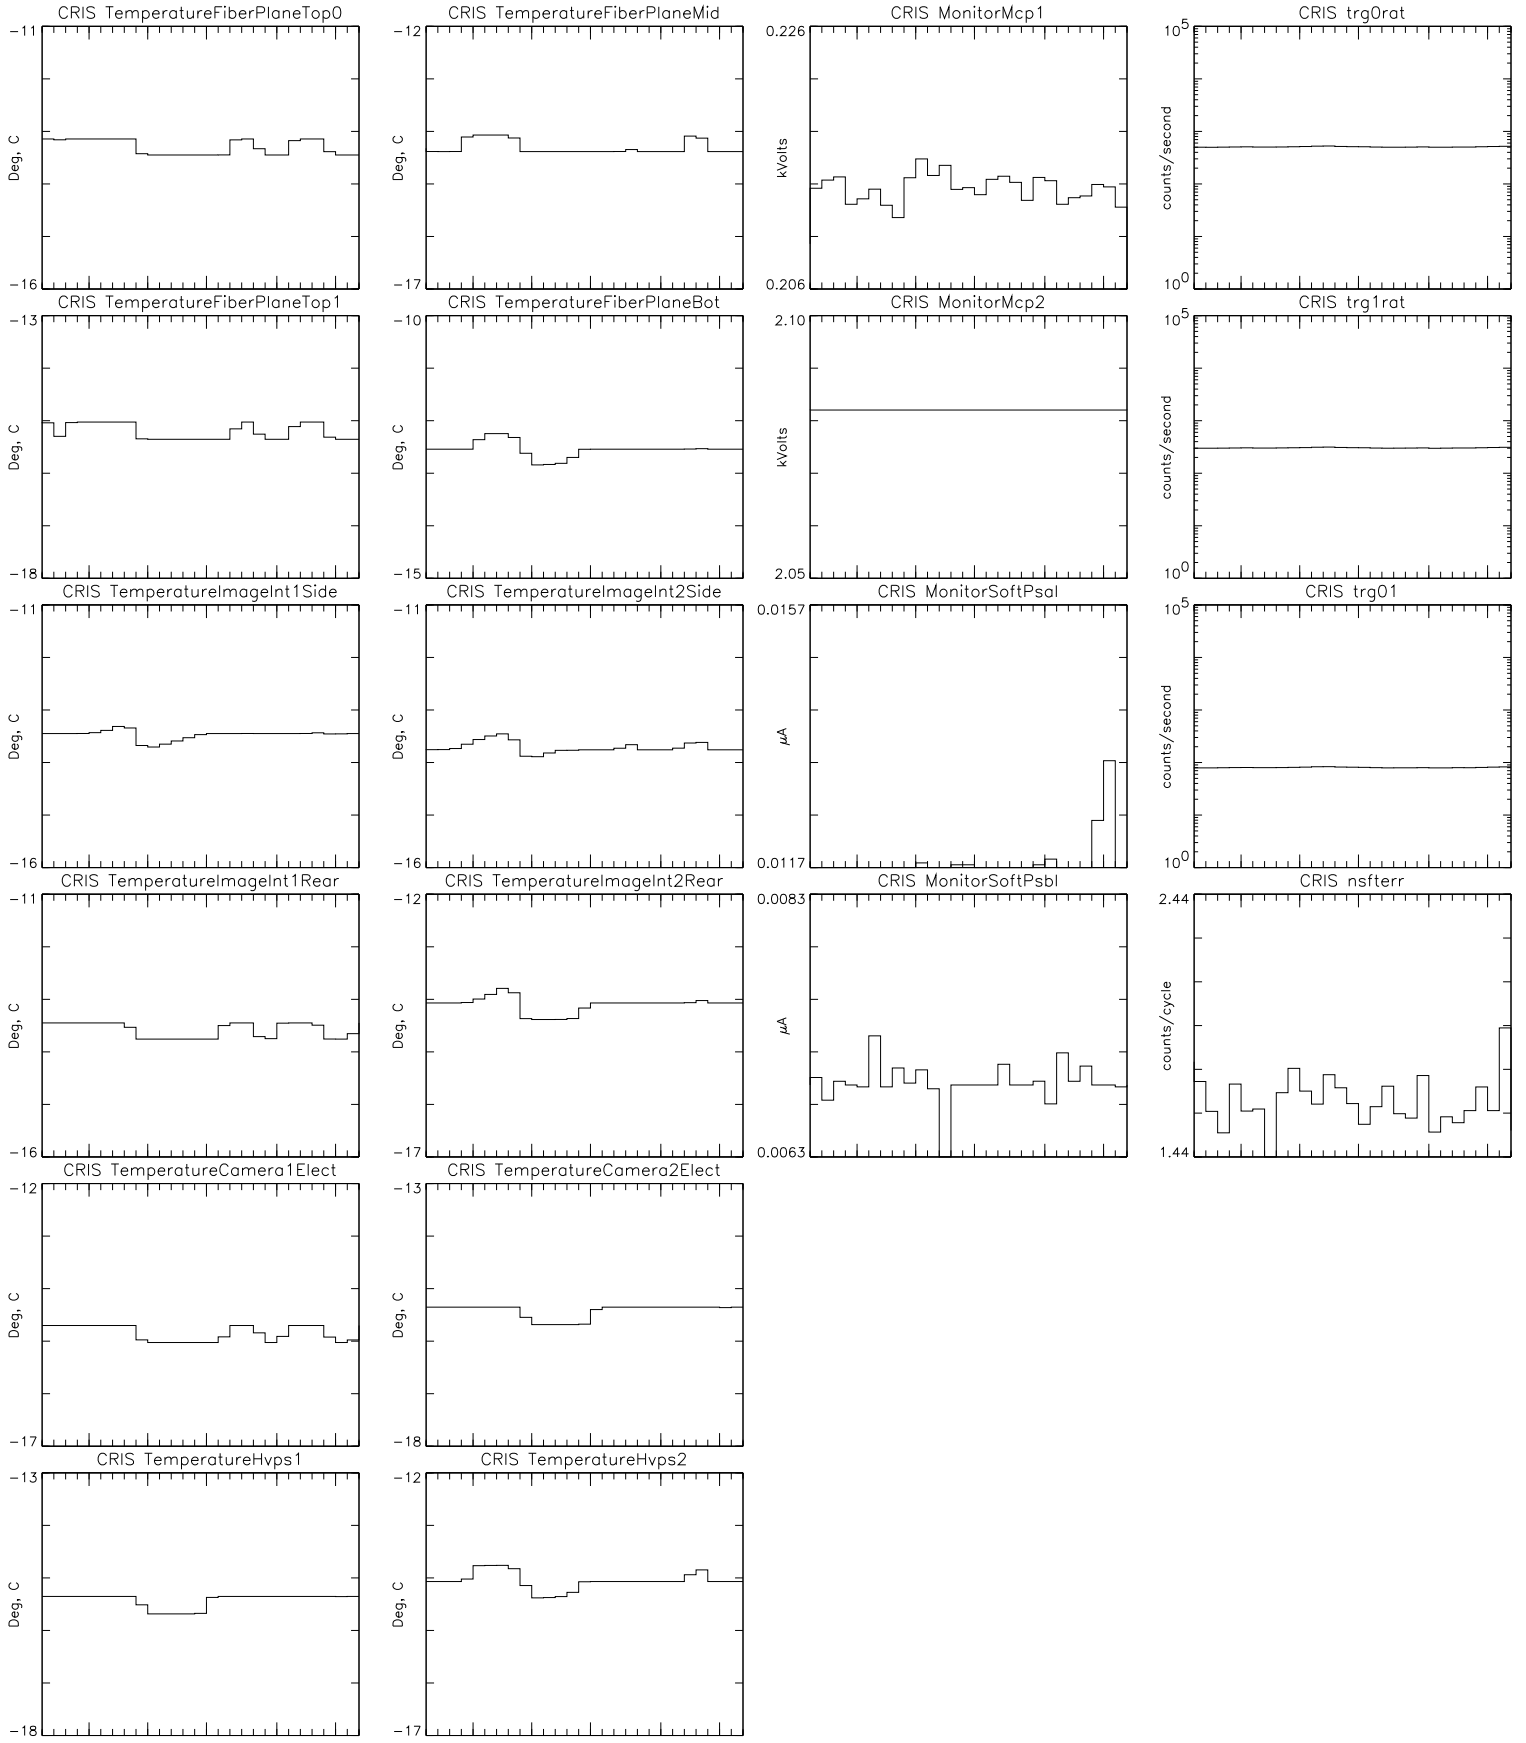 CRIS TemperatureFiberPlaneTop0
-11
Deg, C
-16
CRIS TemperatureFiberPlaneMid
-12
Deg, C
-17
CRIS MonitorMcp1
0.226
kVolts
0.206
CRIS trg0rat
10^5
counts/second
10^0
CRIS TemperatureFiberPlaneTop1
-13
Deg, C
-18
CRIS TemperatureFiberPlaneBot
-10
Deg, C
-15
CRIS MonitorMcp2
2.10
kVolts
2.05
CRIS trg1rat
10^5
counts/second
10^0
CRIS TemperatureImageInt1Side
-11
Deg, C
-16
CRIS TemperatureImageInt2Side
-11
Deg, C
-16
CRIS MonitorSoftPsaI
0.0157
μA
0.0117
CRIS trg01
10^5
counts/second
10^0
CRIS TemperatureImageInt1Rear
-11
Deg, C
-16
CRIS TemperatureImageInt2Rear
-12
Deg, C
-17
CRIS MonitorSoftPsbI
0.0083
μA
0.0063
CRIS nsfterr
2.44
counts/cycle
1.44
CRIS TemperatureCamera1Elect
-12
Deg, C
-17
CRIS TemperatureCamera2Elect
-13
Deg, C
-18
CRIS TemperatureHvps1
-13
Deg, C
-18
CRIS TemperatureHvps2
-12
Deg, C
-17